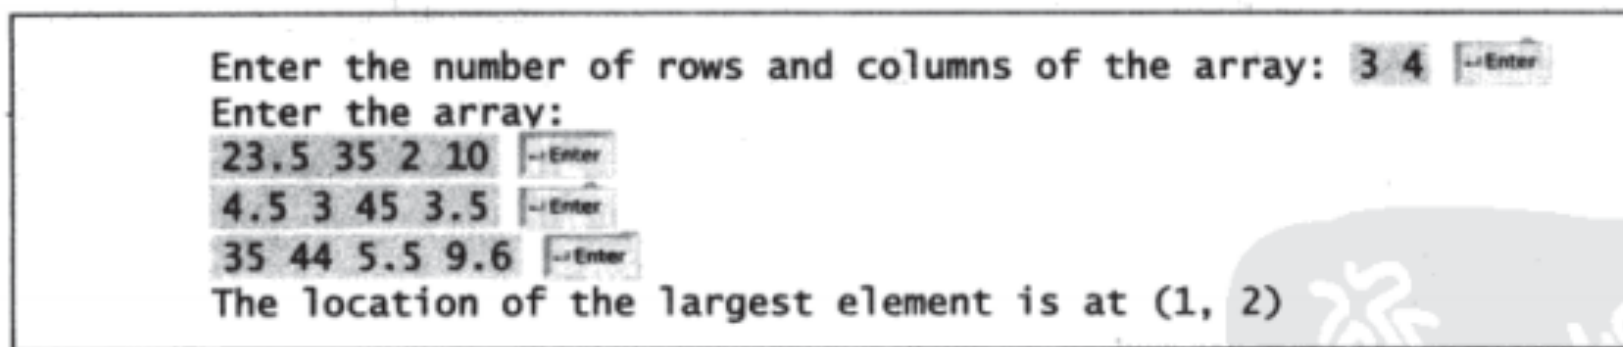 Enter the number of rows and columns of the array: 3 4 ↵Enter
Enter the array:
23.5 35 2 10 ↵Enter
4.5 3 45 3.5 ↵Enter
35 44 5.5 9.6 ↵Enter
The location of the largest element is at (1, 2)